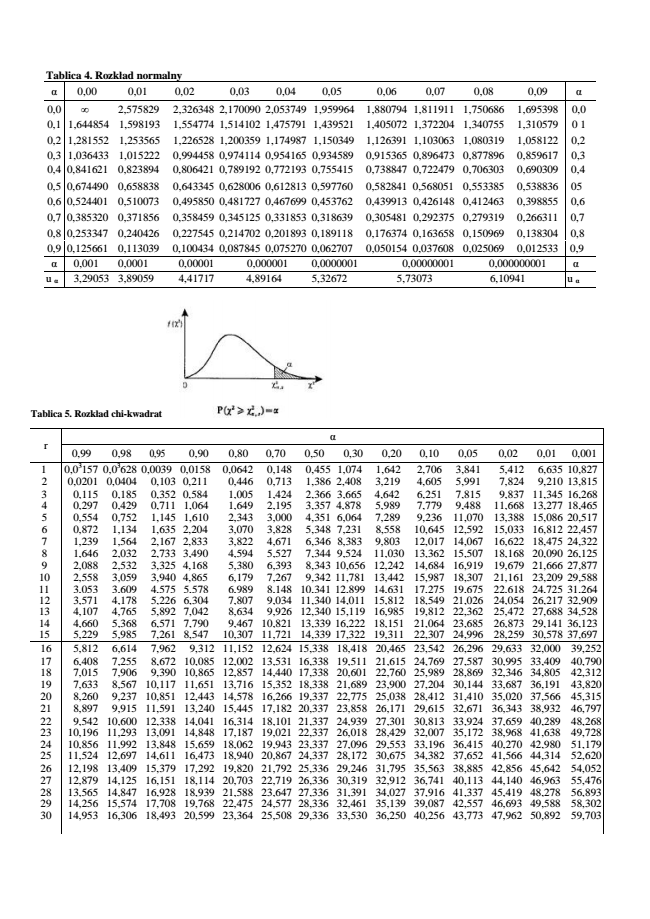 Tablica 4. Rozkład normalny
α 0,00 0,01 0,02 0,03 0,04 0,05 0,06 0,07 0,08 0,09 α
0,0 ∞ 2,575829 2,326348 2,170090 2,053749 1,959964 1,880794 1,811911 1,750686 1,695398 0,0
0,1 1,644854 1,598193 1,554774 1,514102 1,475791 1,439521 1,405072 1,372204 1,340755 1,310579 0 1
0,2 1,281552 1,253565 1,226528 1,200359 1,174987 1,150349 1,126391 1,103063 1,080319 1,058122 0,2
0,3 1,036433 1,015222 0,994458 0,974114 0,954165 0,934589 0,915365 0,896473 0,877896 0,859617 0,3
0,4 0,841621 0,823894 0,806421 0,789192 0,772193 0,755415 0,738847 0,722479 0,706303 0,690309 0,4
0,5 0,674490 0,658838 0,643345 0,628006 0,612813 0,597760 0,582841 0,568051 0,553385 0,538836 05
0,6 0,524401 0,510073 0,495850 0,481727 0,467699 0,453762 0,439913 0,426148 0,412463 0,398855 0,6
0,7 0,385320 0,371856 0,358459 0,345125 0,331853 0,318639 0,305481 0,292375 0,279319 0,266311 0,7
0,8 0,253347 0,240426 0,227545 0,214702 0,201893 0,189118 0,176374 0,163658 0,150969 0,138304 0,8
0,9 0,125661 0,113039 0,100434 0,087845 0,075270 0,062707 0,050154 0,037608 0,025069 0,012533 0,9
α 0,001 0,0001 0,00001 0,000001 0,0000001 0,00000001 0,000000001 α
u α 3,29053 3,89059 4,41717 4,89164 5,32672 5,73073 6,10941 u α
f(χ²)
α
0 χ²α,r χ²
Tablica 5. Rozkład chi-kwadrat P(χ² ⩾ χ²α,r)=α
α
r 0,99 0,98 0,95 0,90 0,80 0,70 0,50 0,30 0,20 0,10 0,05 0,02 0,01 0,001
1 0,0³157 0,0³628 0,0039 0,0158 0,0642 0,148 0,455 1,074 1,642 2,706 3,841 5,412 6,635 10,827
2 0,0201 0,0404 0,103 0,211 0,446 0,713 1,386 2,408 3,219 4,605 5,991 7,824 9,210 13,815
3 0,115 0,185 0,352 0,584 1,005 1,424 2,366 3,665 4,642 6,251 7,815 9,837 11,345 16,268
4 0,297 0,429 0,711 1,064 1,649 2,195 3,357 4,878 5,989 7,779 9,488 11,668 13,277 18,465
5 0,554 0,752 1,145 1,610 2,343 3,000 4,351 6,064 7,289 9,236 11,070 13,388 15,086 20,517
6 0,872 1,134 1,635 2,204 3,070 3,828 5,348 7,231 8,558 10,645 12,592 15,033 16,812 22,457
7 1,239 1,564 2,167 2,833 3,822 4,671 6,346 8,383 9,803 12,017 14,067 16,622 18,475 24,322
8 1,646 2,032 2,733 3,490 4,594 5,527 7,344 9,524 11,030 13,362 15,507 18,168 20,090 26,125
9 2,088 2,532 3,325 4,168 5,380 6,393 8,343 10,656 12,242 14,684 16,919 19,679 21,666 27,877
10 2,558 3,059 3,940 4,865 6,179 7,267 9,342 11,781 13,442 15,987 18,307 21,161 23,209 29,588
11 3,053 3,609 4,575 5,578 6,989 8,148 10,341 12,899 14,631 17,275 19,675 22,618 24,725 31.264
12 3,571 4,178 5,226 6,304 7,807 9,034 11,340 14,011 15,812 18,549 21,026 24,054 26,217 32,909
13 4,107 4,765 5,892 7,042 8,634 9,926 12,340 15,119 16,985 19,812 22,362 25,472 27,688 34,528
14 4,660 5,368 6,571 7,790 9,467 10,821 13,339 16,222 18,151 21,064 23,685 26,873 29,141 36,123
15 5,229 5,985 7,261 8,547 10,307 11,721 14,339 17,322 19,311 22,307 24,996 28,259 30,578 37,697
16 5,812 6,614 7,962 9,312 11,152 12,624 15,338 18,418 20,465 23,542 26,296 29,633 32,000 39,252
17 6,408 7,255 8,672 10,085 12,002 13,531 16,338 19,511 21,615 24,769 27,587 30,995 33,409 40,790
18 7,015 7,906 9,390 10,865 12,857 14,440 17,338 20,601 22,760 25,989 28,869 32,346 34,805 42,312
19 7,633 8,567 10,117 11,651 13,716 15,352 18,338 21,689 23,900 27,204 30,144 33,687 36,191 43,820
20 8,260 9,237 10,851 12,443 14,578 16,266 19,337 22,775 25,038 28,412 31,410 35,020 37,566 45,315
21 8,897 9,915 11,591 13,240 15,445 17,182 20,337 23,858 26,171 29,615 32,671 36,343 38,932 46,797
22 9,542 10,600 12,338 14,041 16,314 18,101 21,337 24,939 27,301 30,813 33,924 37,659 40,289 48,268
23 10,196 11,293 13,091 14,848 17,187 19,021 22,337 26,018 28,429 32,007 35,172 38,968 41,638 49,728
24 10,856 11,992 13,848 15,659 18,062 19,943 23,337 27,096 29,553 33,196 36,415 40,270 42,980 51,179
25 11,524 12,697 14,611 16,473 18,940 20,867 24,337 28,172 30,675 34,382 37,652 41,566 44,314 52,620
26 12,198 13,409 15,379 17,292 19,820 21,792 25,336 29,246 31,795 35,563 38,885 42,856 45,642 54,052
27 12,879 14,125 16,151 18,114 20,703 22,719 26,336 30,319 32,912 36,741 40,113 44,140 46,963 55,476
28 13,565 14,847 16,928 18,939 21,588 23,647 27,336 31,391 34,027 37,916 41,337 45,419 48,278 56,893
29 14,256 15,574 17,708 19,768 22,475 24,577 28,336 32,461 35,139 39,087 42,557 46,693 49,588 58,302
30 14,953 16,306 18,493 20,599 23,364 25,508 29,336 33,530 36,250 40,256 43,773 47,962 50,892 59,703